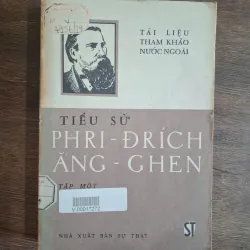 TÀI LIỆU
THAM KHẢO
NƯỚC NGOÀI
TIỂU SỬ
PHRI-ĐRÍCH
ĂNG-GHEN
TẬP MỘT
NHÀ XUẤT BẢN SỰ THẬT
ST